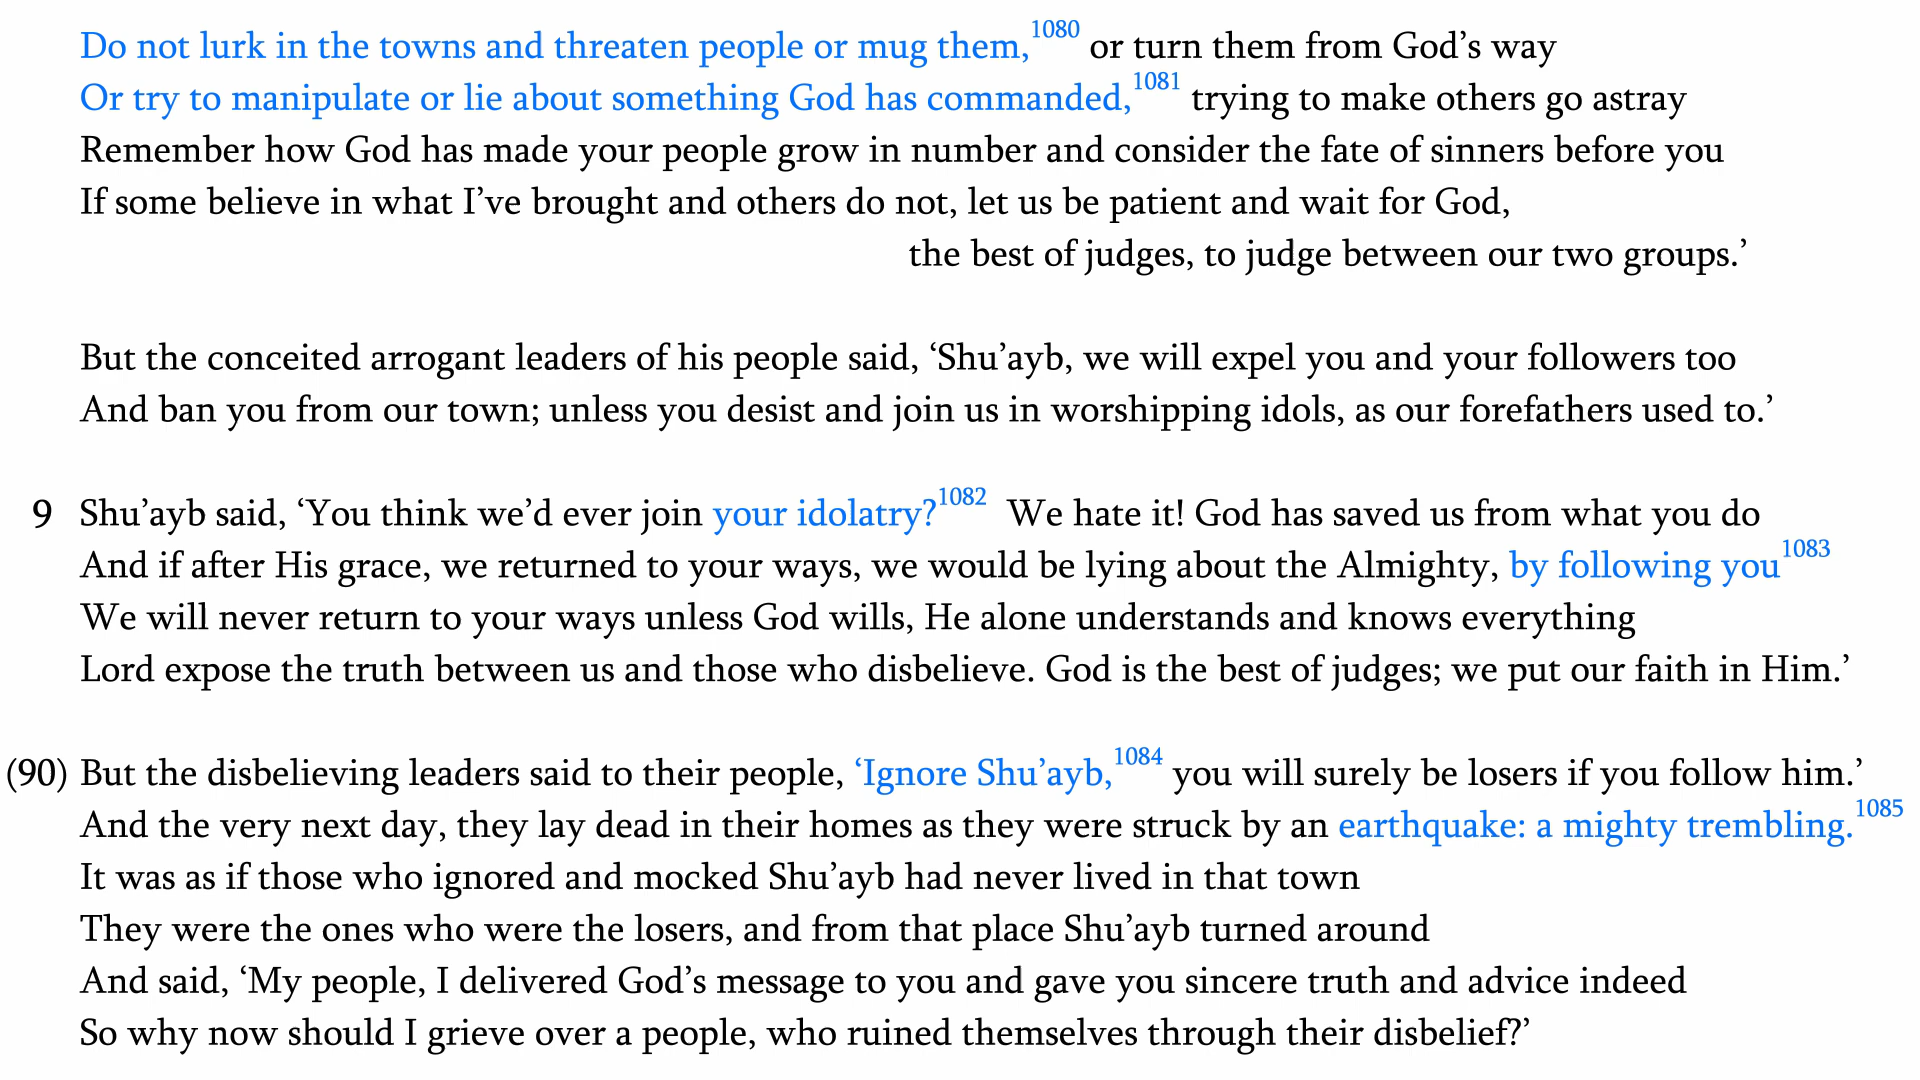 Do not lurk in the towns and threaten people or mug them,1080 or turn them from God’s way
Or try to manipulate or lie about something God has commanded,1081 trying to make others go astray
Remember how God has made your people grow in number and consider the fate of sinners before you
If some believe in what I’ve brought and others do not, let us be patient and wait for God,
the best of judges, to judge between our two groups.’
But the conceited arrogant leaders of his people said, ‘Shu’ayb, we will expel you and your followers too
And ban you from our town; unless you desist and join us in worshipping idols, as our forefathers used to.’
9 Shu’ayb said, ‘You think we’d ever join your idolatry?1082 We hate it! God has saved us from what you do
And if after His grace, we returned to your ways, we would be lying about the Almighty, by following you1083
We will never return to your ways unless God wills, He alone understands and knows everything
Lord expose the truth between us and those who disbelieve. God is the best of judges; we put our faith in Him.’
(90) But the disbelieving leaders said to their people, ‘Ignore Shu’ayb,1084 you will surely be losers if you follow him.’
And the very next day, they lay dead in their homes as they were struck by an earthquake: a mighty trembling.1085
It was as if those who ignored and mocked Shu’ayb had never lived in that town
They were the ones who were the losers, and from that place Shu’ayb turned around
And said, ‘My people, I delivered God’s message to you and gave you sincere truth and advice indeed
So why now should I grieve over a people, who ruined themselves through their disbelief?’